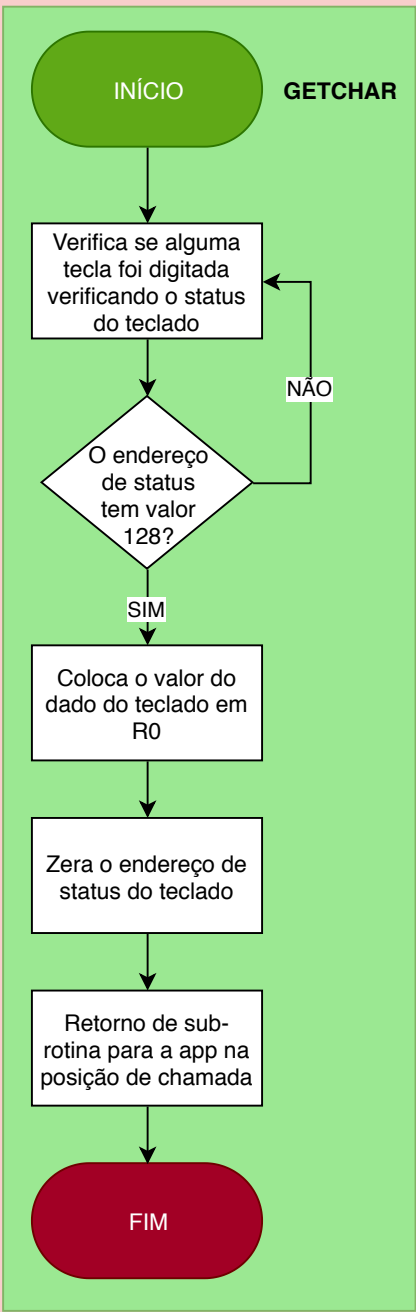 INÍCIO
GETCHAR
Verifica se alguma
tecla foi digitada
verificando o status
do teclado
NÃO
O endereço
de status
tem valor
128?
SIM
Coloca o valor do
dado do teclado em
R0
Zera o endereço de
status do teclado
Retorno de sub-
rotina para a app na
posição de chamada
FIM